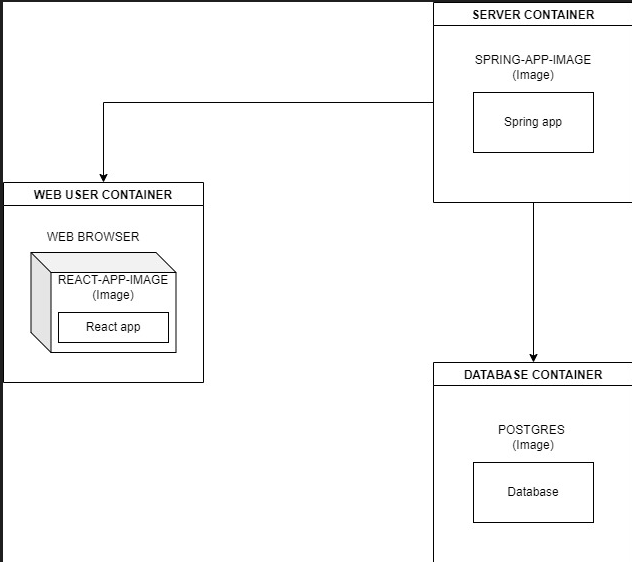 SERVER CONTAINER
SPRING-APP-IMAGE
(Image)
Spring app
WEB USER CONTAINER
WEB BROWSER
REACT-APP-IMAGE
(Image)
React app
DATABASE CONTAINER
POSTGRES
(Image)
Database